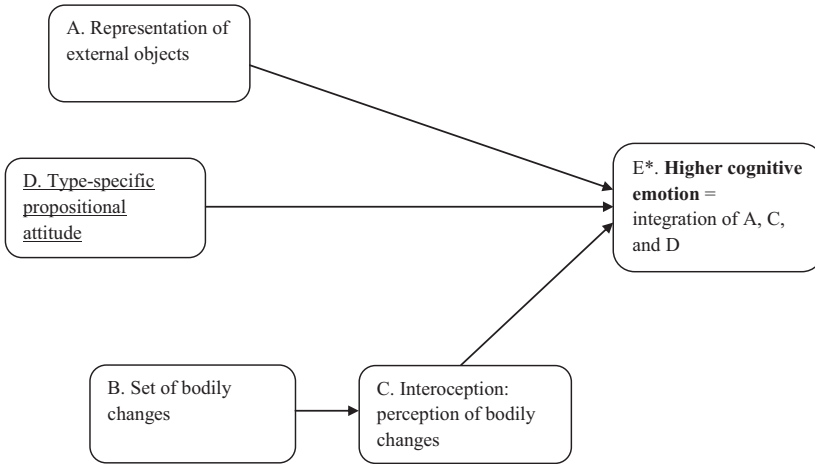 A. Representation of
external objects
D. Type-specific
propositional
attitude
E*. Higher cognitive
emotion =
integration of A, C,
and D
B. Set of bodily
changes
C. Interoception:
perception of bodily
changes